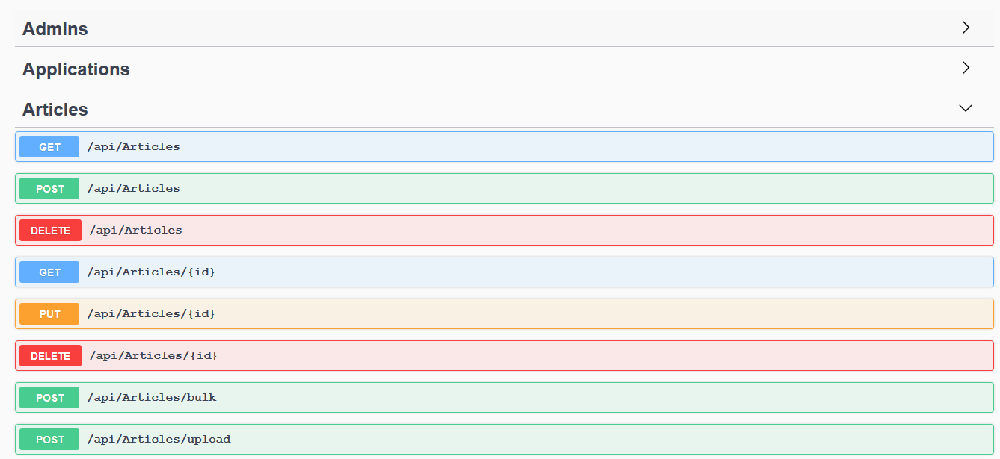 Admins
Applications
Articles
GET /api/Articles
POST /api/Articles
DELETE /api/Articles
GET /api/Articles/{id}
PUT /api/Articles/{id}
DELETE /api/Articles/{id}
POST /api/Articles/bulk
POST /api/Articles/upload